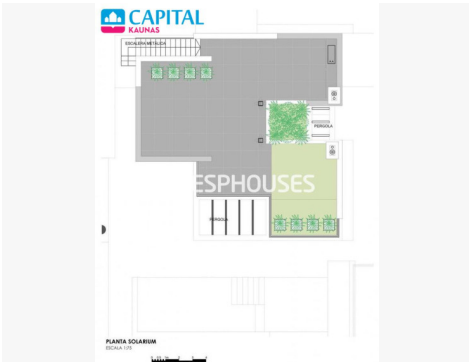 CAPITAL
KAUNAS
ESCALERA METALICA
PERGOLA
ESPHOUSES
PERGOLA
PLANTA SOLARIUM
ESCALA 1:75